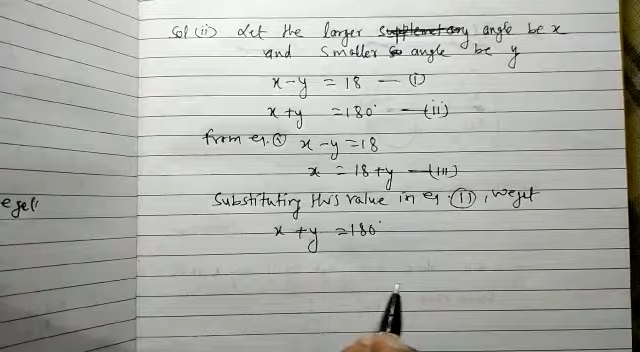 Sol (ii) Let the larger supplementary angle be x
and smaller so angle be y
x - y = 18 — (i)
x + y = 180° — (ii)
from eq. (i) x - y = 18
x = 18 + y — (iii)
Substituting this value in eq. (ii), we get
x + y = 180°